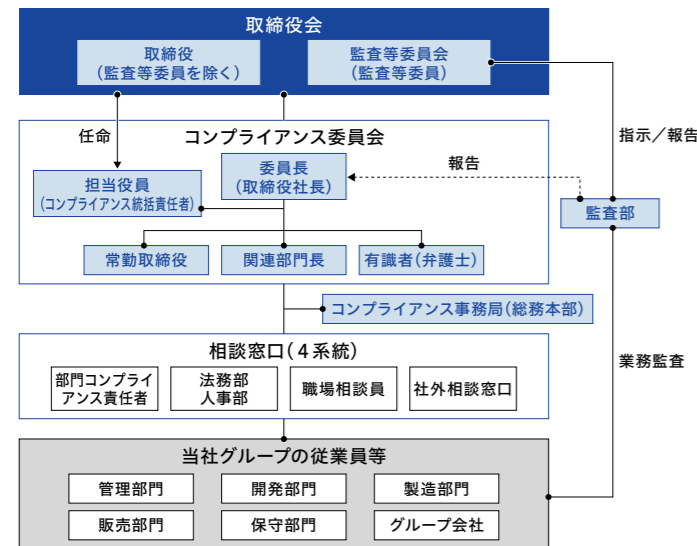 取締役会
取締役
(監査等委員を除く)
監査等委員会
(監査等委員)
任命
指示／報告
コンプライアンス委員会
担当役員
(コンプライアンス統括責任者)
委員長
(取締役社長)
報告
監査部
常勤取締役
関連部門長
有識者(弁護士)
コンプライアンス事務局(総務本部)
業務監査
相談窓口(４系統)
部門コンプライ
アンス責任者
法務部
人事部
職場相談員
社外相談窓口
当社グループの従業員等
管理部門
開発部門
製造部門
販売部門
保守部門
グループ会社